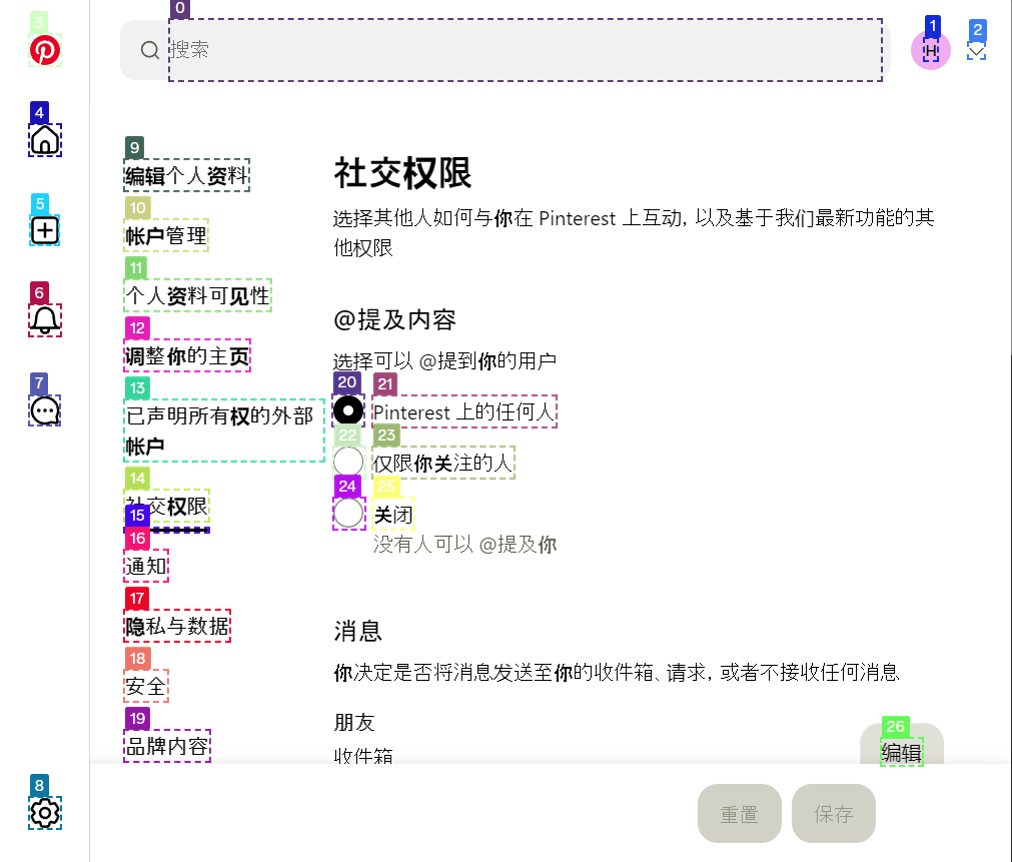 0
搜索
1
H
2
3
4
5
6
7
8
9
编辑个人资料
10
帐户管理
11
个人资料可见性
12
调整你的主页
13
已声明所有权的外部
帐户
14
社交权限
15
16
通知
17
隐私与数据
18
安全
19
品牌内容
社交权限
选择其他人如何与你在 Pinterest 上互动, 以及基于我们最新功能的其
他权限
@提及内容
选择可以 @提到你的用户
20
21
Pinterest 上的任何人
22
23
仅限你关注的人
24
25
关闭
没有人可以 @提及你
消息
你决定是否将消息发送至你的收件箱、请求, 或者不接收任何消息
朋友
收件箱
26
编辑
重置
保存